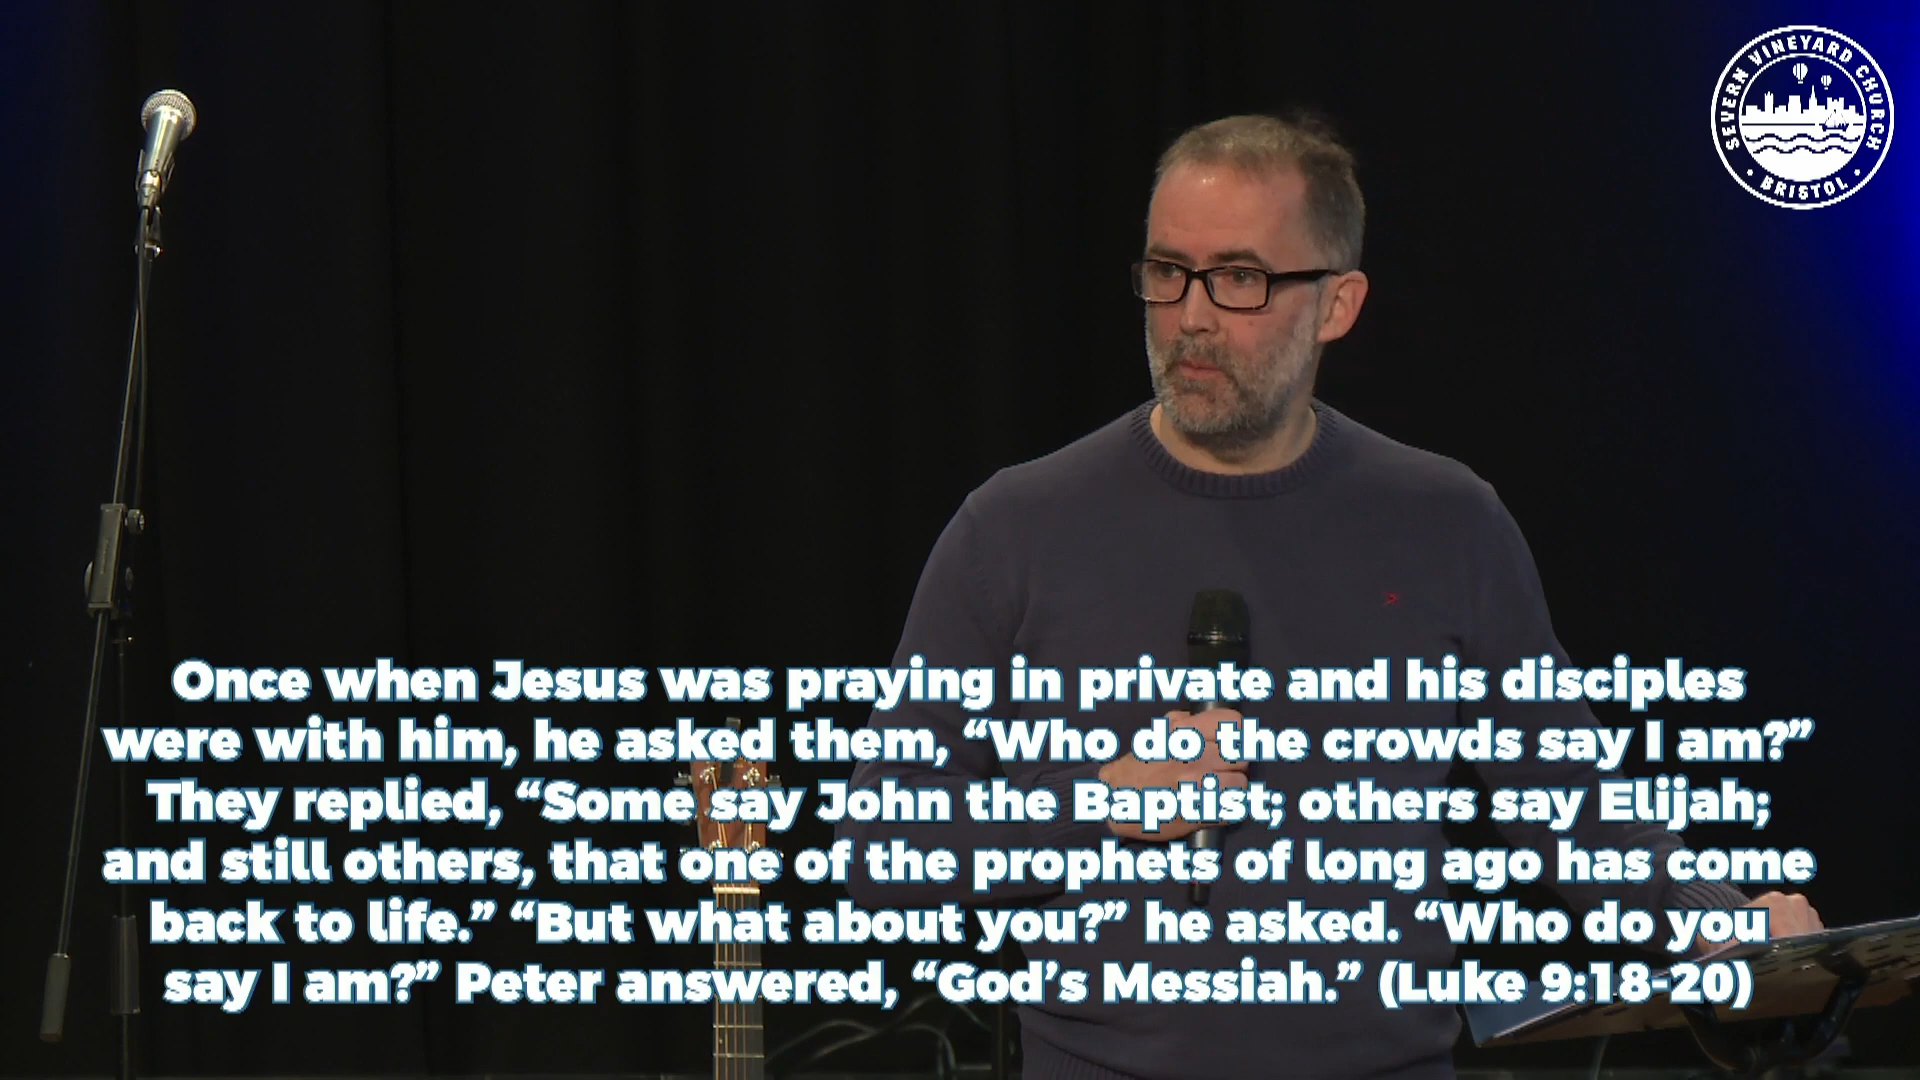 SEVERN VINEYARD CHURCH
• BRISTOL •
Once when Jesus was praying in private and his disciples
were with him, he asked them, “Who do the crowds say I am?”
They replied, “Some say John the Baptist; others say Elijah;
and still others, that one of the prophets of long ago has come
back to life.” “But what about you?” he asked. “Who do you
say I am?” Peter answered, “God’s Messiah.” (Luke 9:18-20)